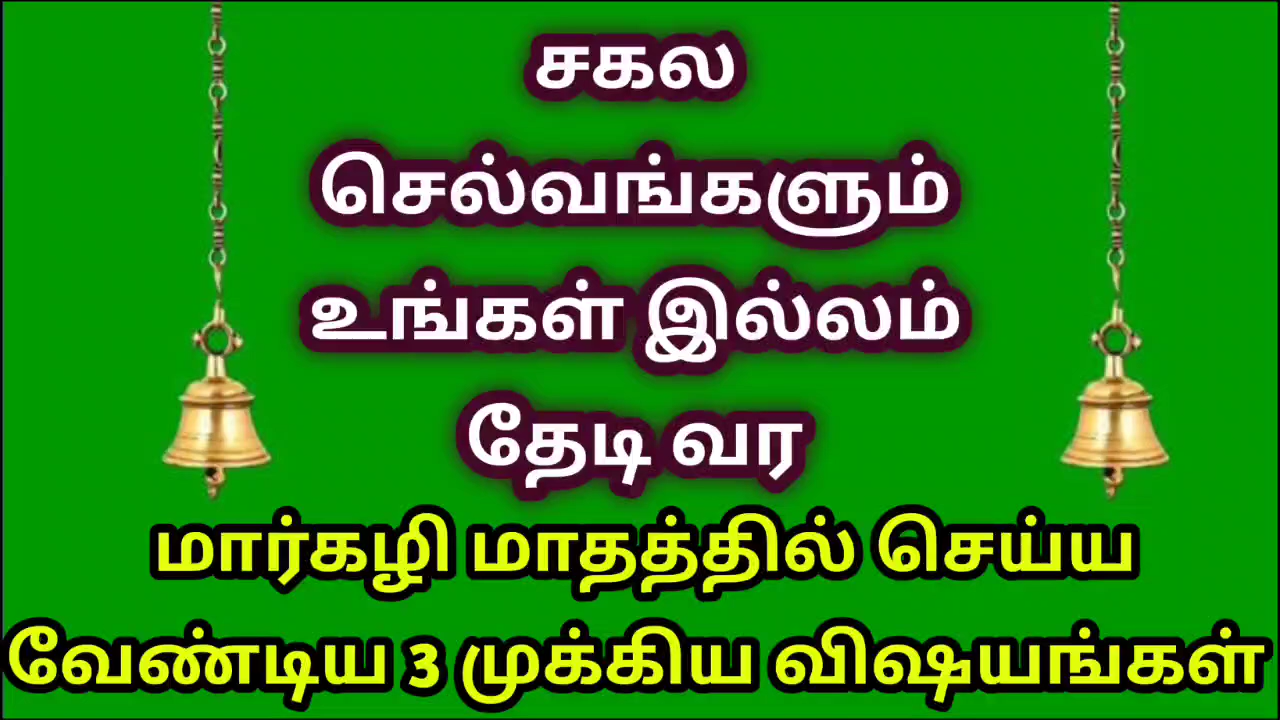 சகல
செல்வங்களும்
உங்கள் இல்லம்
தேடி வர
மார்கழி மாதத்தில் செய்ய
வேண்டிய 3 முக்கிய விஷயங்கள்